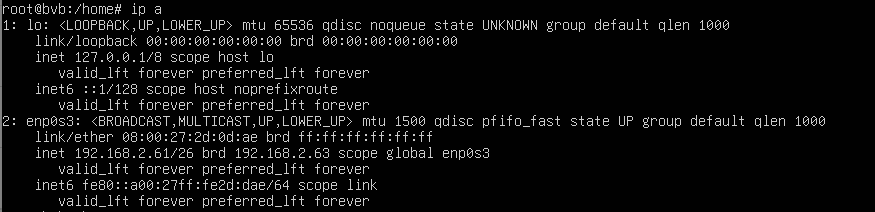 root@bvb:/home# ip a
1: lo: <LOOPBACK,UP,LOWER_UP> mtu 65536 qdisc noqueue state UNKNOWN group default qlen 1000
    link/loopback 00:00:00:00:00:00 brd 00:00:00:00:00:00
    inet 127.0.0.1/8 scope host lo
       valid_lft forever preferred_lft forever
    inet6 ::1/128 scope host noprefixroute
       valid_lft forever preferred_lft forever
2: enp0s3: <BROADCAST,MULTICAST,UP,LOWER_UP> mtu 1500 qdisc pfifo_fast state UP group default qlen 1000
    link/ether 08:00:27:2d:0d:ae brd ff:ff:ff:ff:ff:ff
    inet 192.168.2.61/26 brd 192.168.2.63 scope global enp0s3
       valid_lft forever preferred_lft forever
    inet6 fe80::a00:27ff:fe2d:dae/64 scope link
       valid_lft forever preferred_lft forever